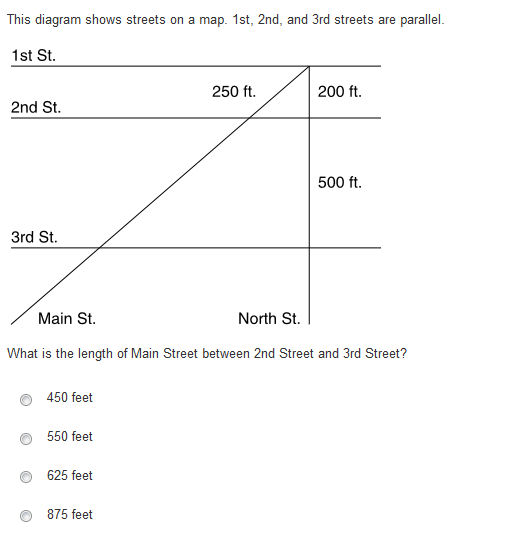 This diagram shows streets on a map. 1st, 2nd, and 3rd streets are parallel.
1st St.
250 ft.
200 ft.
2nd St.
500 ft.
3rd St.
Main St.
North St.
What is the length of Main Street between 2nd Street and 3rd Street?
450 feet
550 feet
625 feet
875 feet